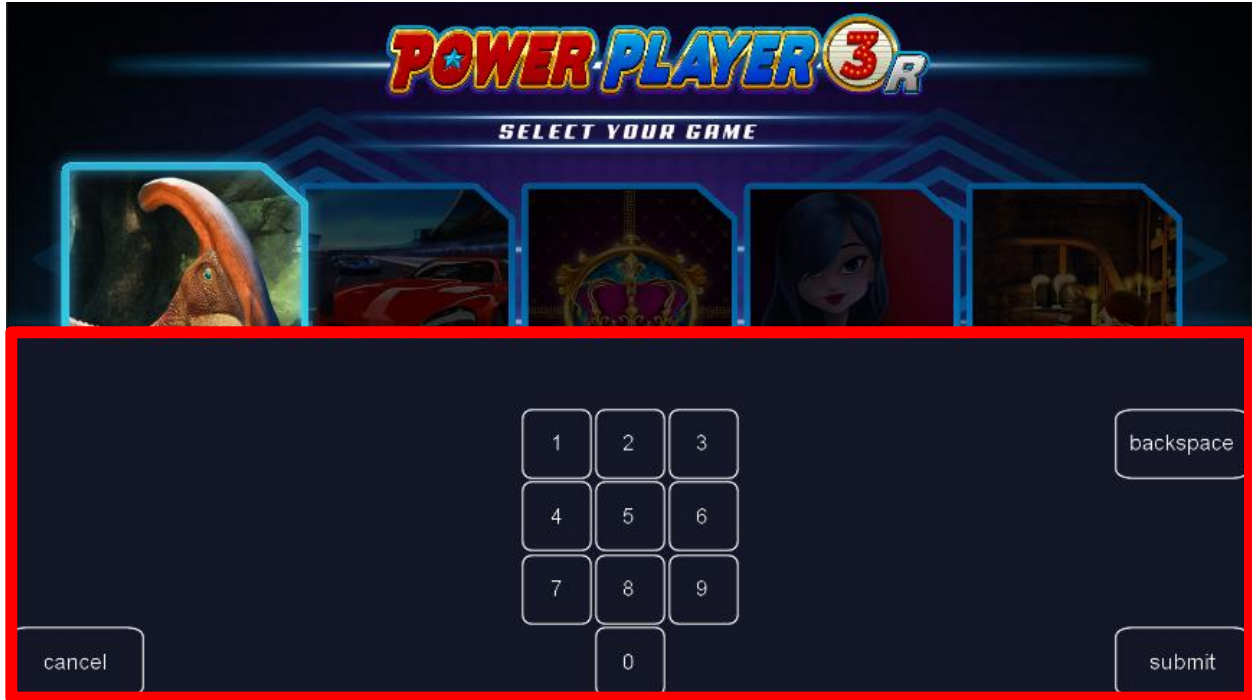 POWER PLAYER 3R
SELECT YOUR GAME
1 2 3 backspace
4 5 6
7 8 9
cancel 0 submit